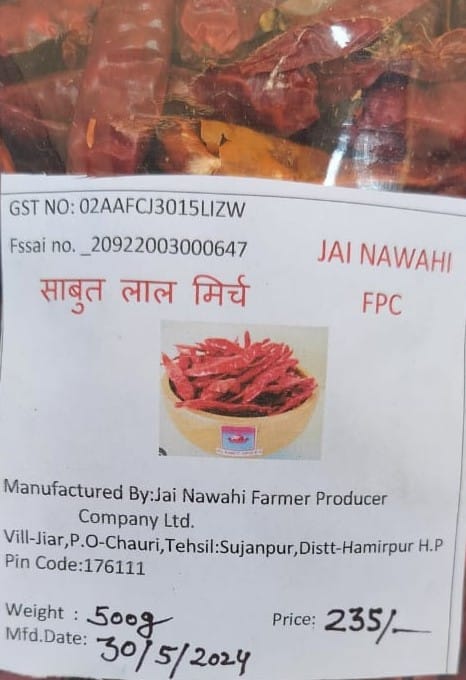 GST NO: 02AAFCJ3015LIZW
Fssai no. _20922003000647
JAI NAWAHI
FPC
साबुत लाल मिर्च
Manufactured By:Jai Nawahi Farmer Producer
Company Ltd.
Vill-Jiar,P.O-Chauri,Tehsil:Sujanpur,Distt-Hamirpur H.P
Pin Code:176111
Weight : 500g
Price: 235/-
Mfd.Date: 30/5/2024